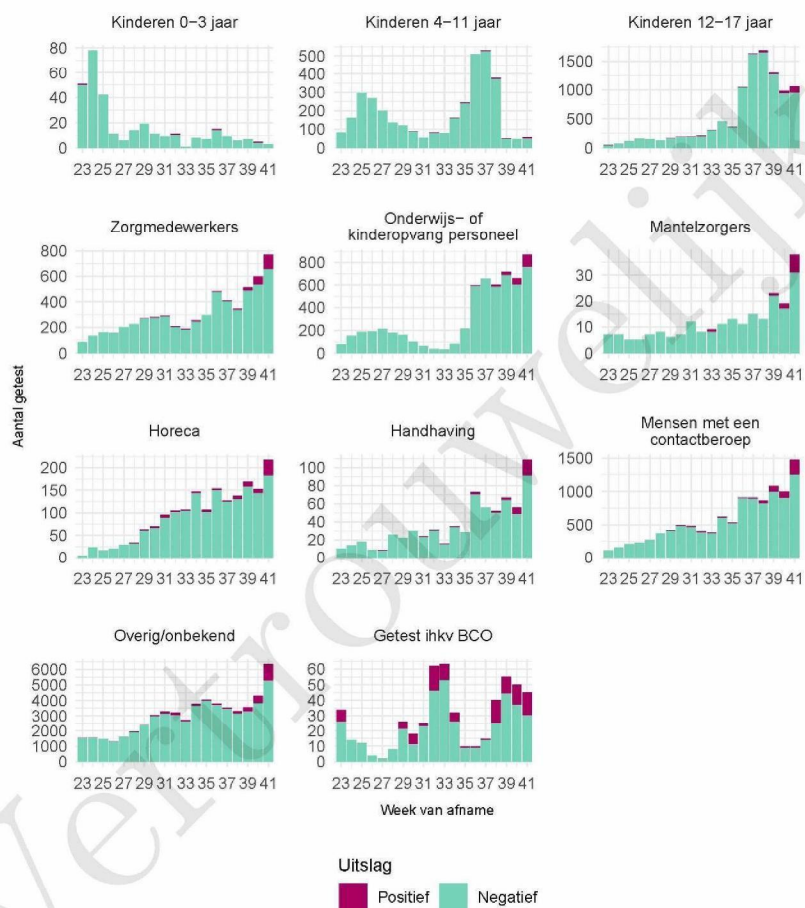 Kinderen 0−3 jaar
Kinderen 4−11 jaar
Kinderen 12−17 jaar
80
60
40
20
0
23 25 27 29 31 33 35 37 39 41
500
400
300
200
100
0
23 25 27 29 31 33 35 37 39 41
1500
1000
500
0
23 25 27 29 31 33 35 37 39 41
Zorgmedewerkers
Onderwijs− of
kinderopvang personeel
Mantelzorgers
800
600
400
200
0
23 25 27 29 31 33 35 37 39 41
800
600
400
200
0
23 25 27 29 31 33 35 37 39 41
30
20
10
0
23 25 27 29 31 33 35 37 39 41
Aantal getest
Horeca
Handhaving
Mensen met een
contactberoep
200
150
100
50
0
23 25 27 29 31 33 35 37 39 41
100
80
60
40
20
0
23 25 27 29 31 33 35 37 39 41
1500
1000
500
0
23 25 27 29 31 33 35 37 39 41
Overig/onbekend
Getest ihkv BCO
6000
5000
4000
3000
2000
1000
0
23 25 27 29 31 33 35 37 39 41
60
50
40
30
20
10
0
23 25 27 29 31 33 35 37 39 41
Week van afname
Uitslag
Positief
Negatief
Vertrouwelijk